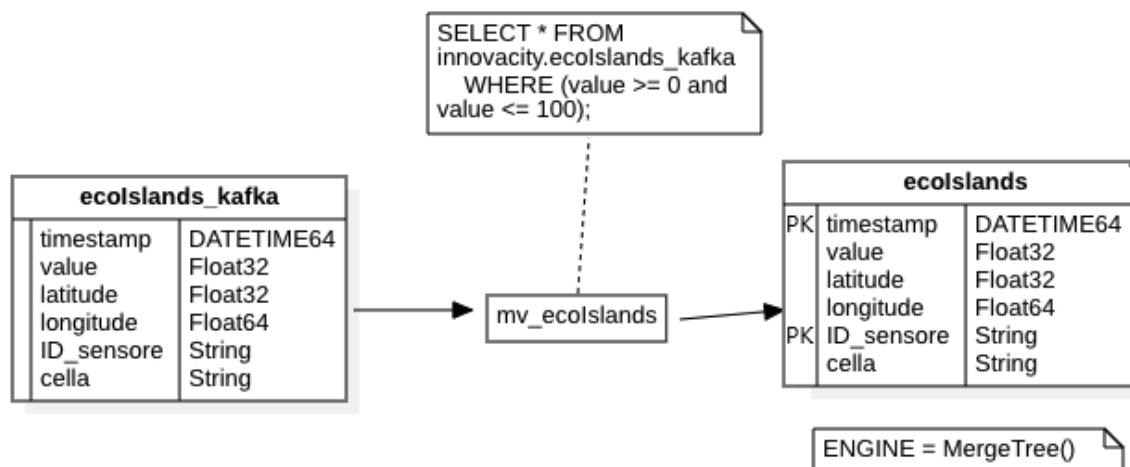 SELECT * FROM
innovacity.ecoIslands_kafka
WHERE (value >= 0 and
value <= 100);
ecoIslands_kafka
timestamp DATETIME64
value Float32
latitude Float32
longitude Float64
ID_sensore String
cella String
mv_ecoIslands
ecoIslands
PK timestamp DATETIME64
value Float32
latitude Float32
longitude Float64
PK ID_sensore String
cella String
ENGINE = MergeTree()